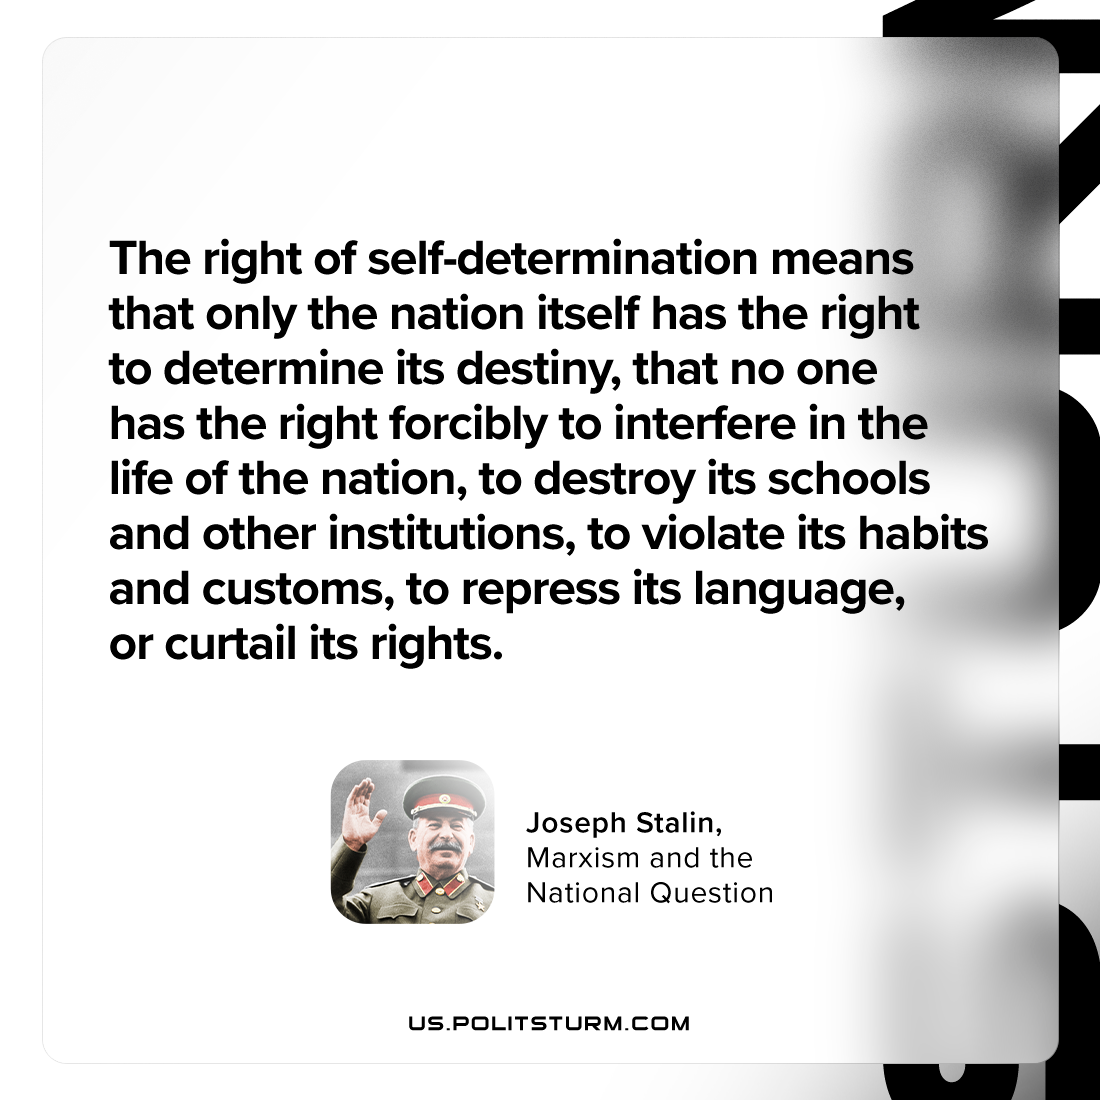 The right of self-determination means
that only the nation itself has the right
to determine its destiny, that no one
has the right forcibly to interfere in the
life of the nation, to destroy its schools
and other institutions, to violate its habits
and customs, to repress its language,
or curtail its rights.
Joseph Stalin,
Marxism and the
National Question
US.POLITSTURM.COM